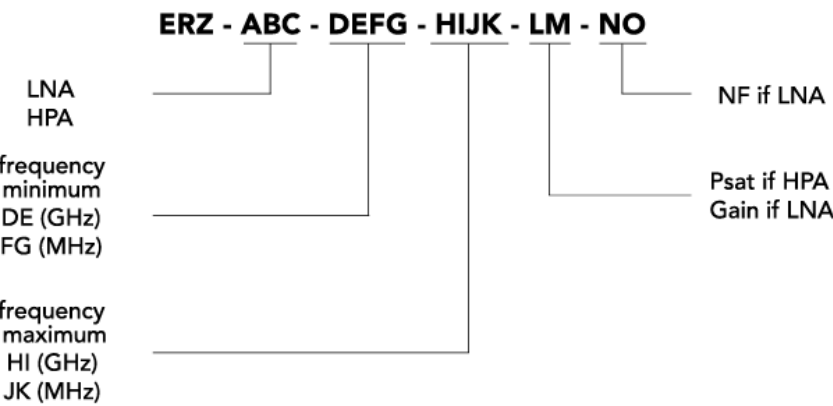 ERZ - ABC - DEFG - HIJK - LM - NO
LNA
HPA
frequency
minimum
DE (GHz)
FG (MHz)
frequency
maximum
HI (GHz)
JK (MHz)
NF if LNA
Psat if HPA
Gain if LNA